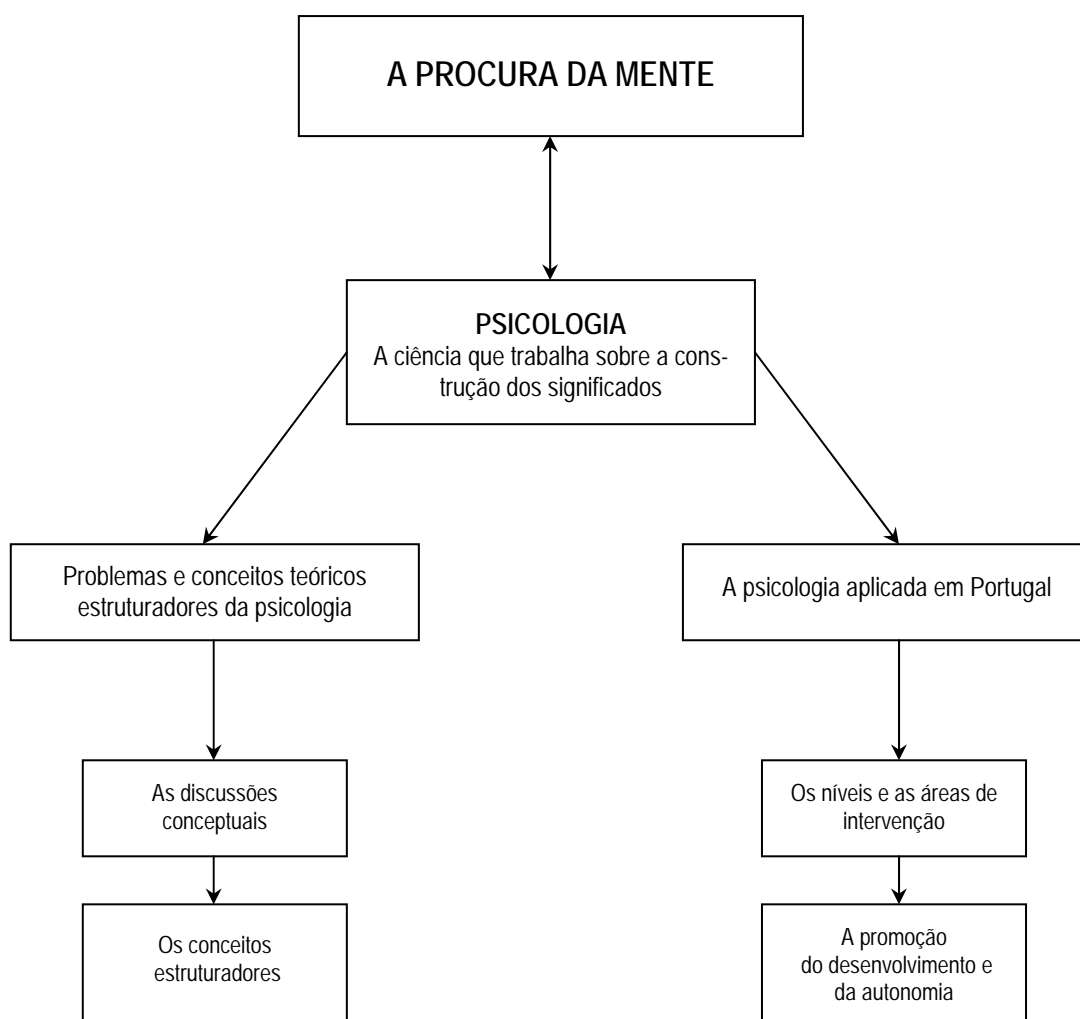 A PROCURA DA MENTE
PSICOLOGIA
A ciência que trabalha sobre a cons-
trução dos significados
Problemas e conceitos teóricos
estruturadores da psicologia
A psicologia aplicada em Portugal
As discussões
conceptuais
Os níveis e as áreas de
intervenção
Os conceitos
estruturadores
A promoção
do desenvolvimento e
da autonomia